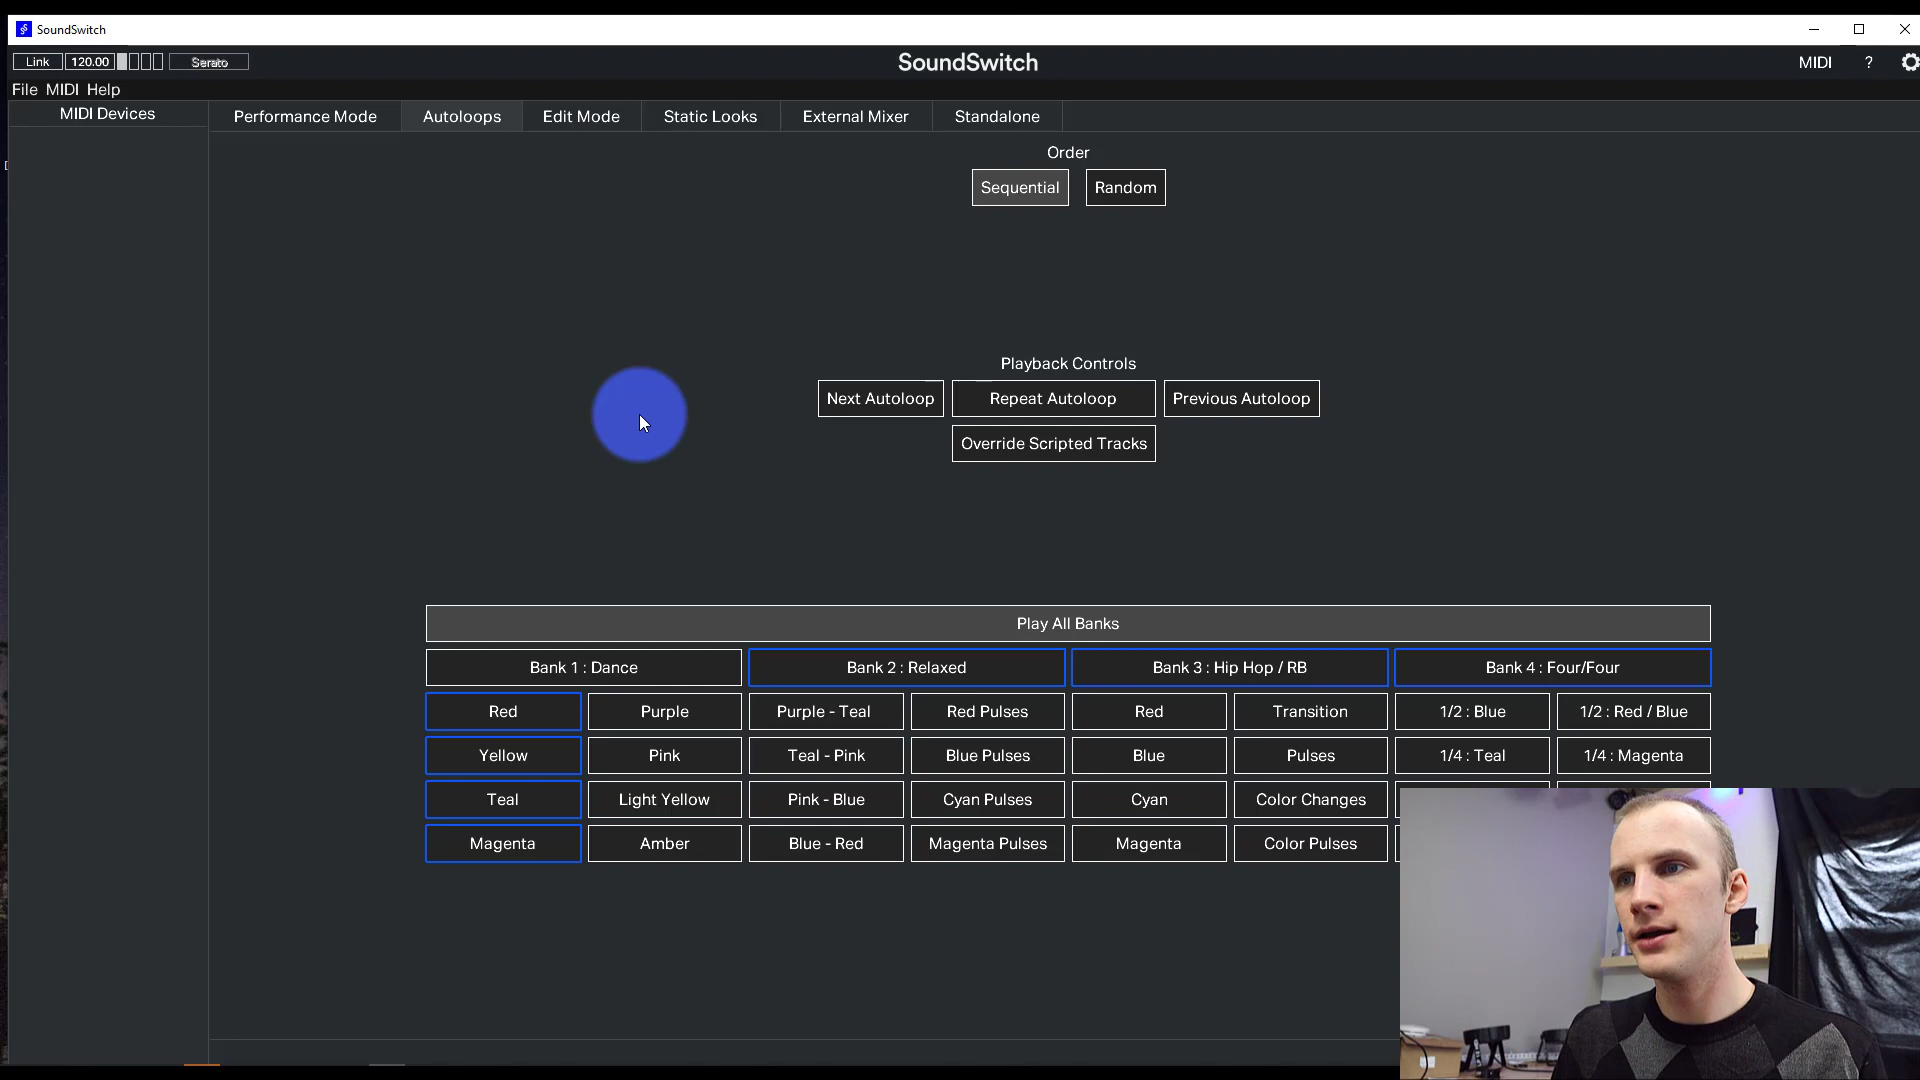 SoundSwitch
Link 120.00 Serato
SoundSwitch
MIDI ?
File MIDI Help
MIDI Devices
Performance Mode Autoloops Edit Mode Static Looks External Mixer Standalone
Order
Sequential Random
Playback Controls
Next Autoloop Repeat Autoloop Previous Autoloop
Override Scripted Tracks
Play All Banks
Bank 1 : Dance Bank 2 : Relaxed Bank 3 : Hip Hop / RB Bank 4 : Four/Four
Red Purple Purple - Teal Red Pulses Red Transition 1/2 : Blue 1/2 : Red / Blue
Yellow Pink Teal - Pink Blue Pulses Blue Pulses 1/4 : Teal 1/4 : Magenta
Teal Light Yellow Pink - Blue Cyan Pulses Cyan Color Changes
Magenta Amber Blue - Red Magenta Pulses Magenta Color Pulses